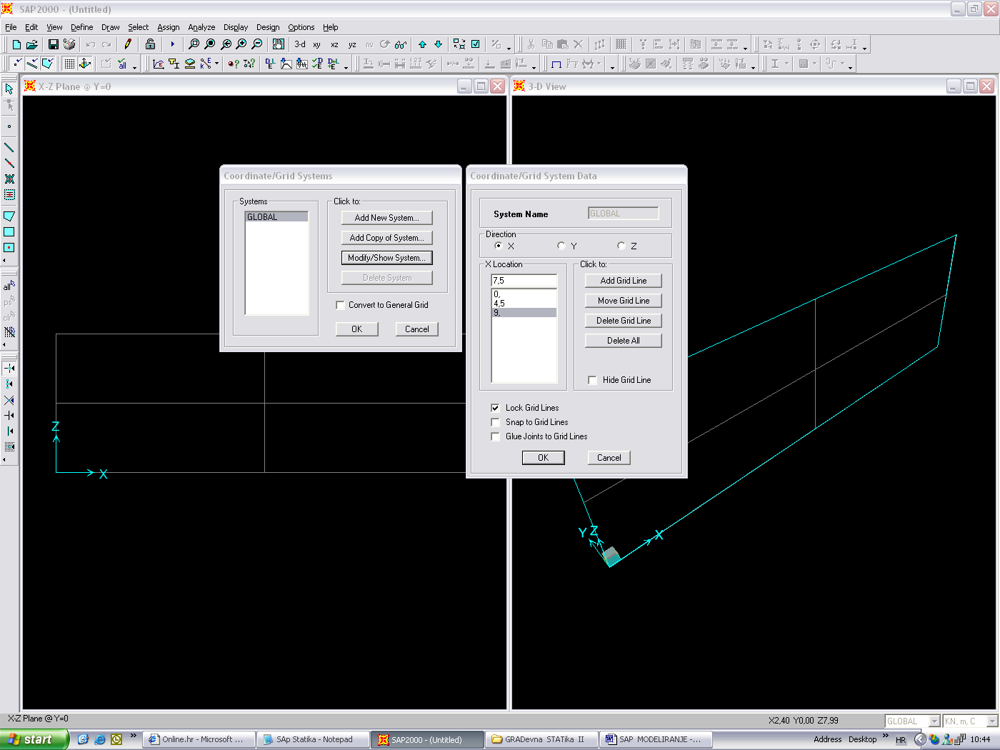 SAP2000 - (Untitled)
File Edit View Define Draw Select Assign Analyze Display Design Options Help
3-d xy xz yz nv
all
X-Z Plane @ Y=0
3-D View
Coordinate/Grid Systems
Systems
GLOBAL
Click to:
Add New System...
Add Copy of System...
Modify/Show System...
Delete System
Convert to General Grid
OK Cancel
Coordinate/Grid System Data
System Name GLOBAL
Direction
X Y Z
X Location
7,5
0,
4,5
9,
Click to:
Add Grid Line
Move Grid Line
Delete Grid Line
Delete All
Hide Grid Line
Lock Grid Lines
Snap to Grid Lines
Glue Joints to Grid Lines
OK Cancel
all
ps
clr
Z
X
Y Z X
X-Z Plane @ Y=0
X2,40 Y0,00 Z7,99
GLOBAL
KN, m, C
start
Online.hr - Microsoft ...
SAp Statika - Notepad
SAP2000 - (Untitled)
GRADevna STATika II
SAP MODELIRANJE -...
Address Desktop
HR
10:44